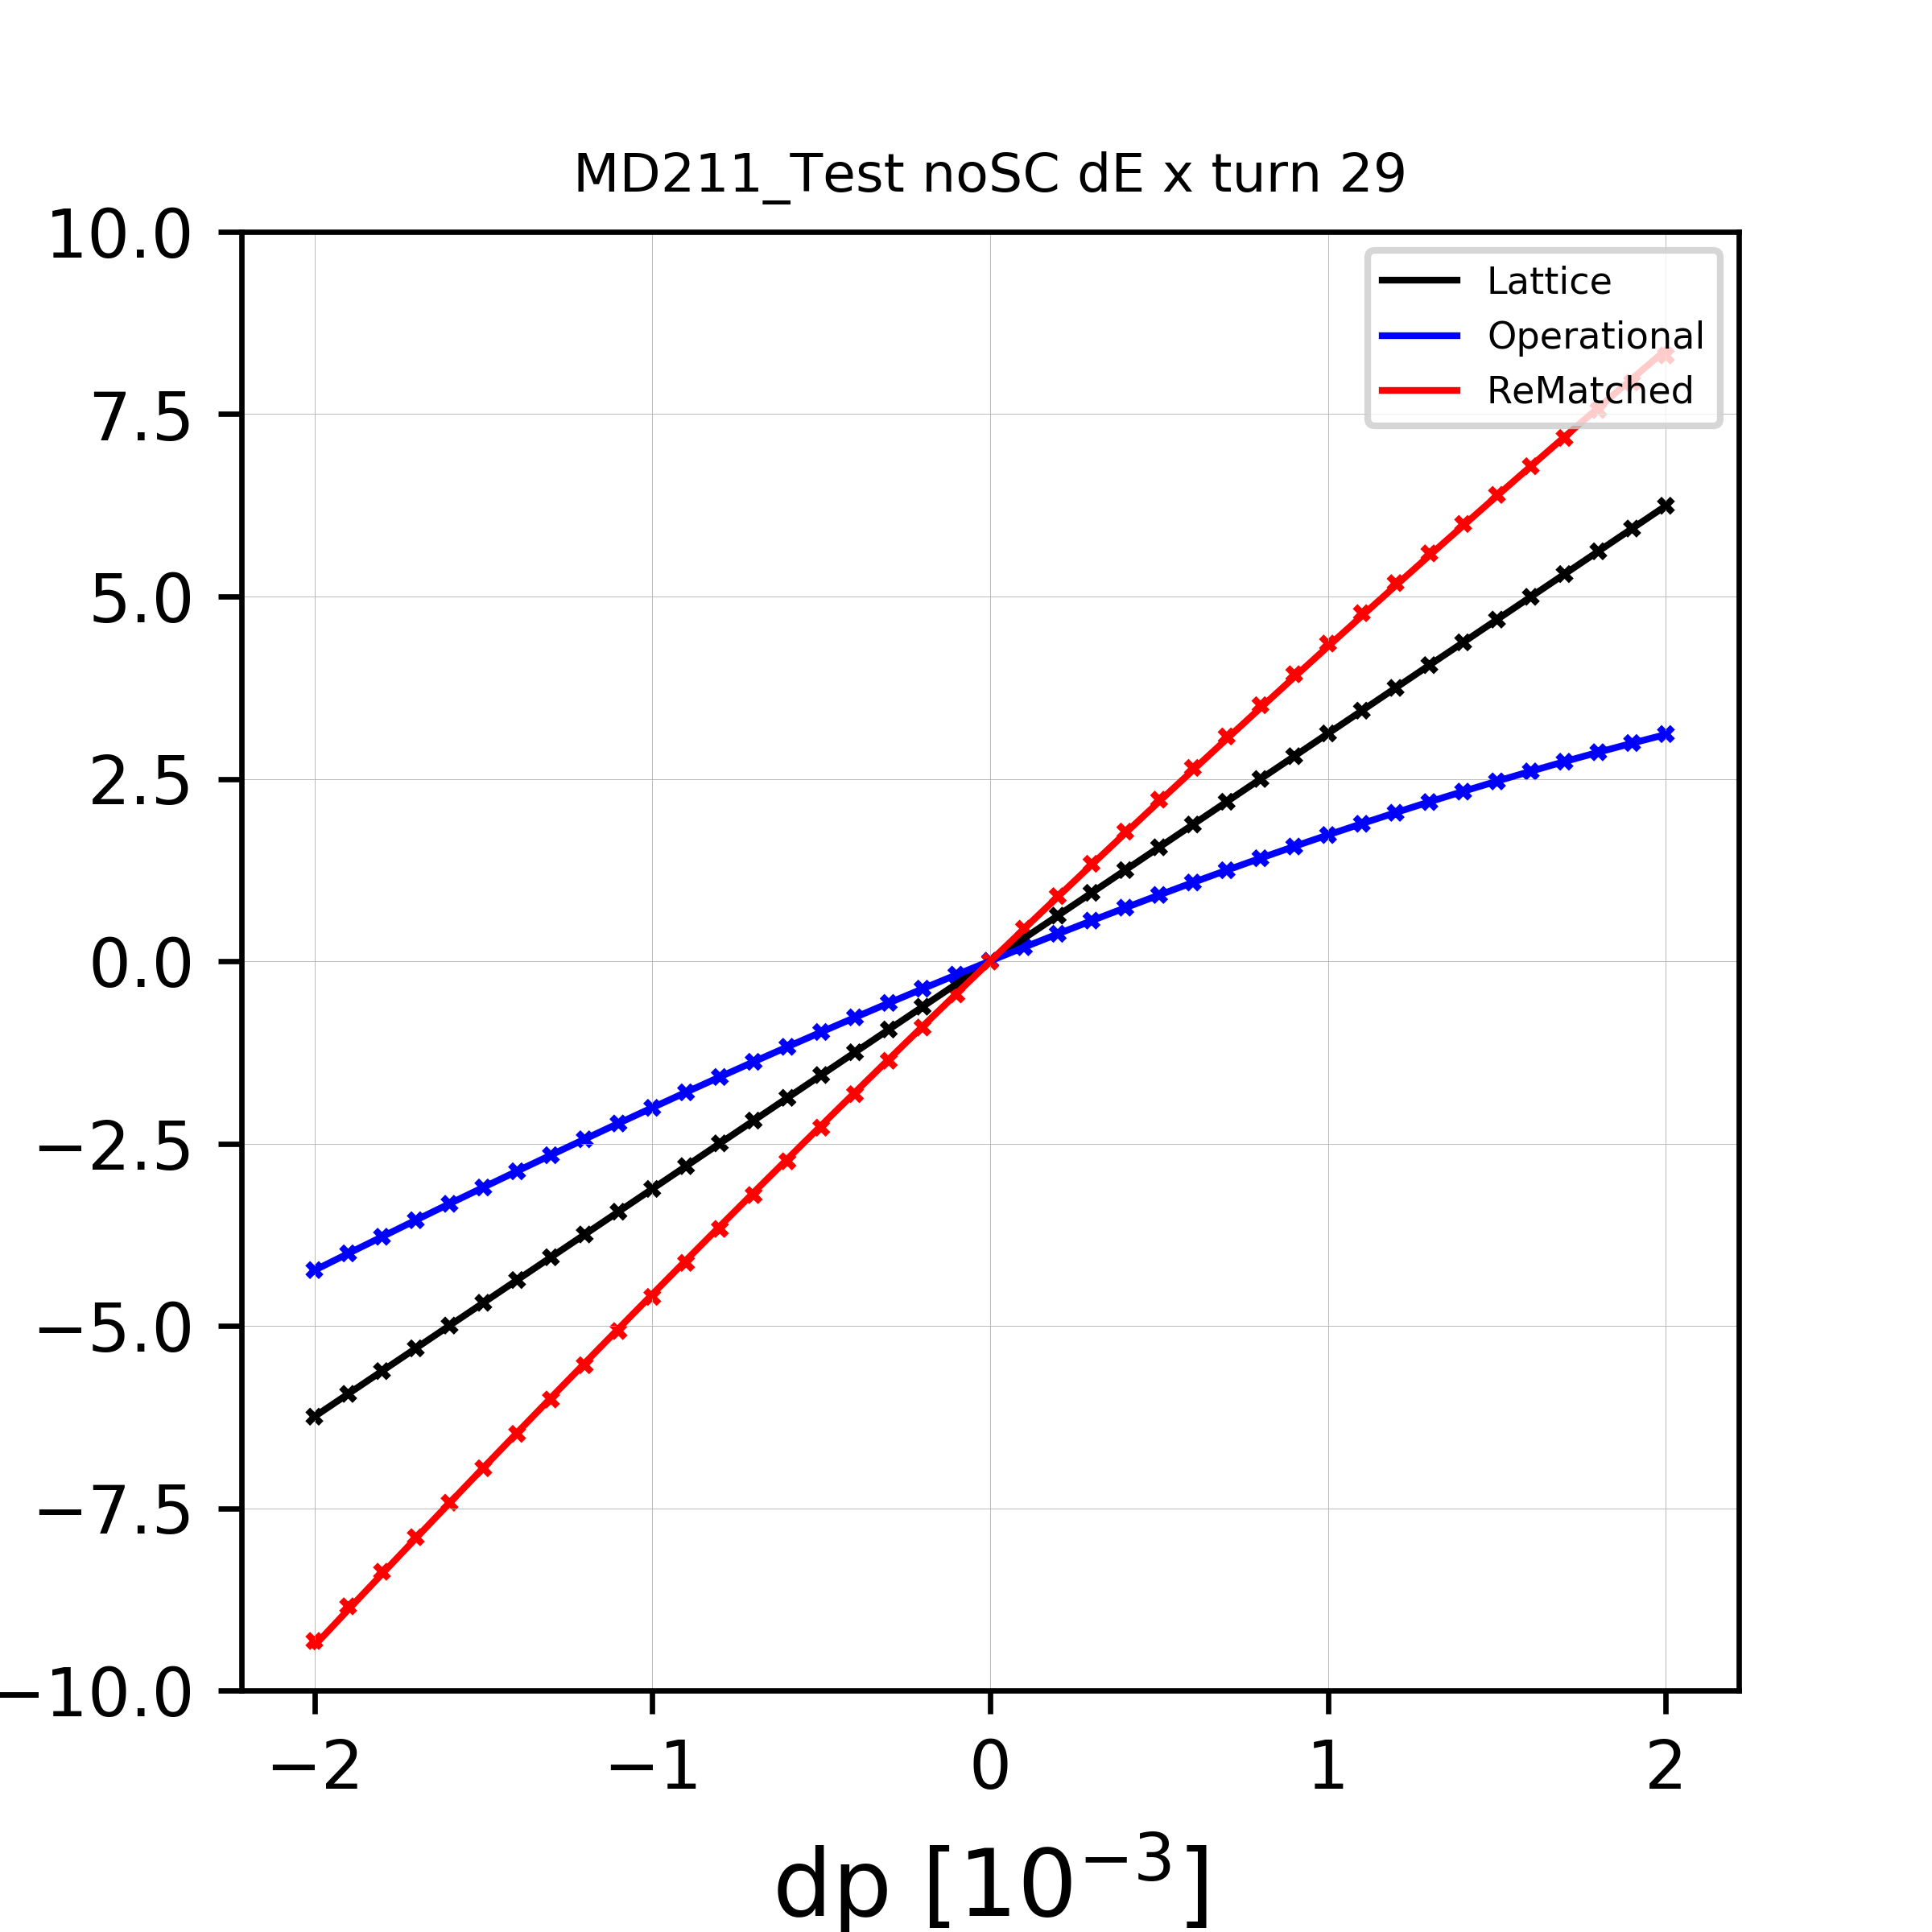 MD211_Test noSC dE x turn 29
10.0
7.5
5.0
2.5
0.0
−2.5
−5.0
−7.5
−10.0
Lattice
Operational
ReMatched
−2 −1 0 1 2
dp [10⁻³]